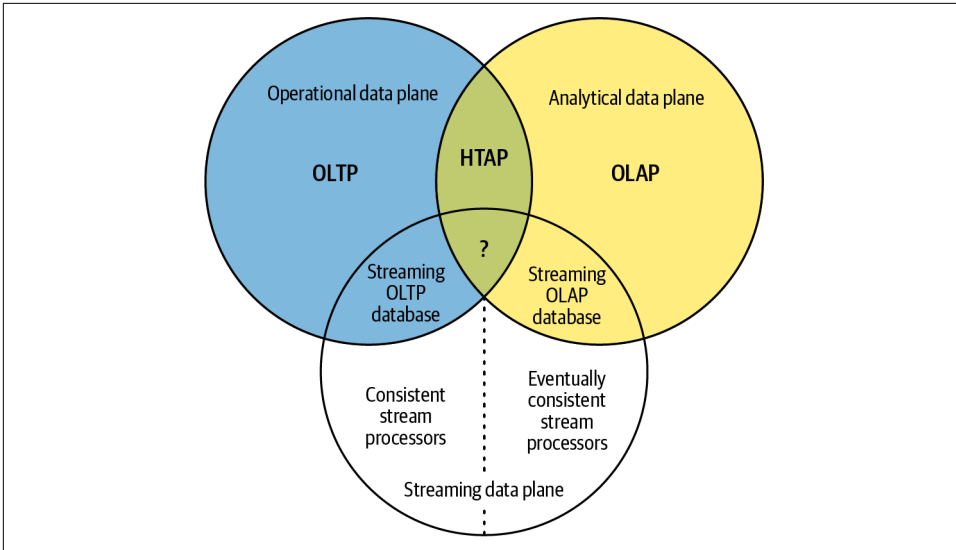 Operational data plane
Analytical data plane
HTAP
OLTP
OLAP
?
Streaming
OLTP
database
Streaming
OLAP
database
Consistent
stream
processors
Eventually
consistent
stream
processors
Streaming data plane